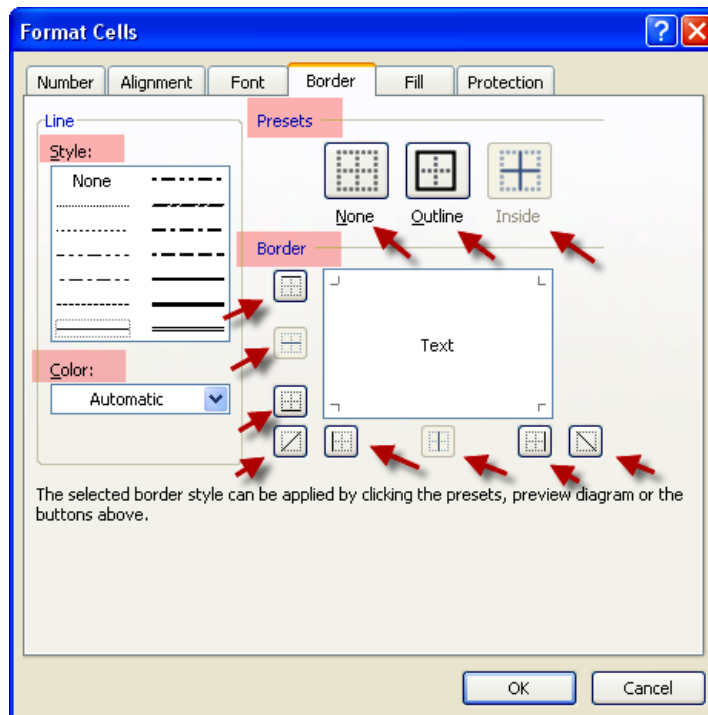 Format Cells
Number Alignment Font Border Fill Protection
Line
Presets
Style:
None
None Outline Inside
Border
Text
Color:
Automatic
The selected border style can be applied by clicking the presets, preview diagram or the
buttons above.
OK Cancel